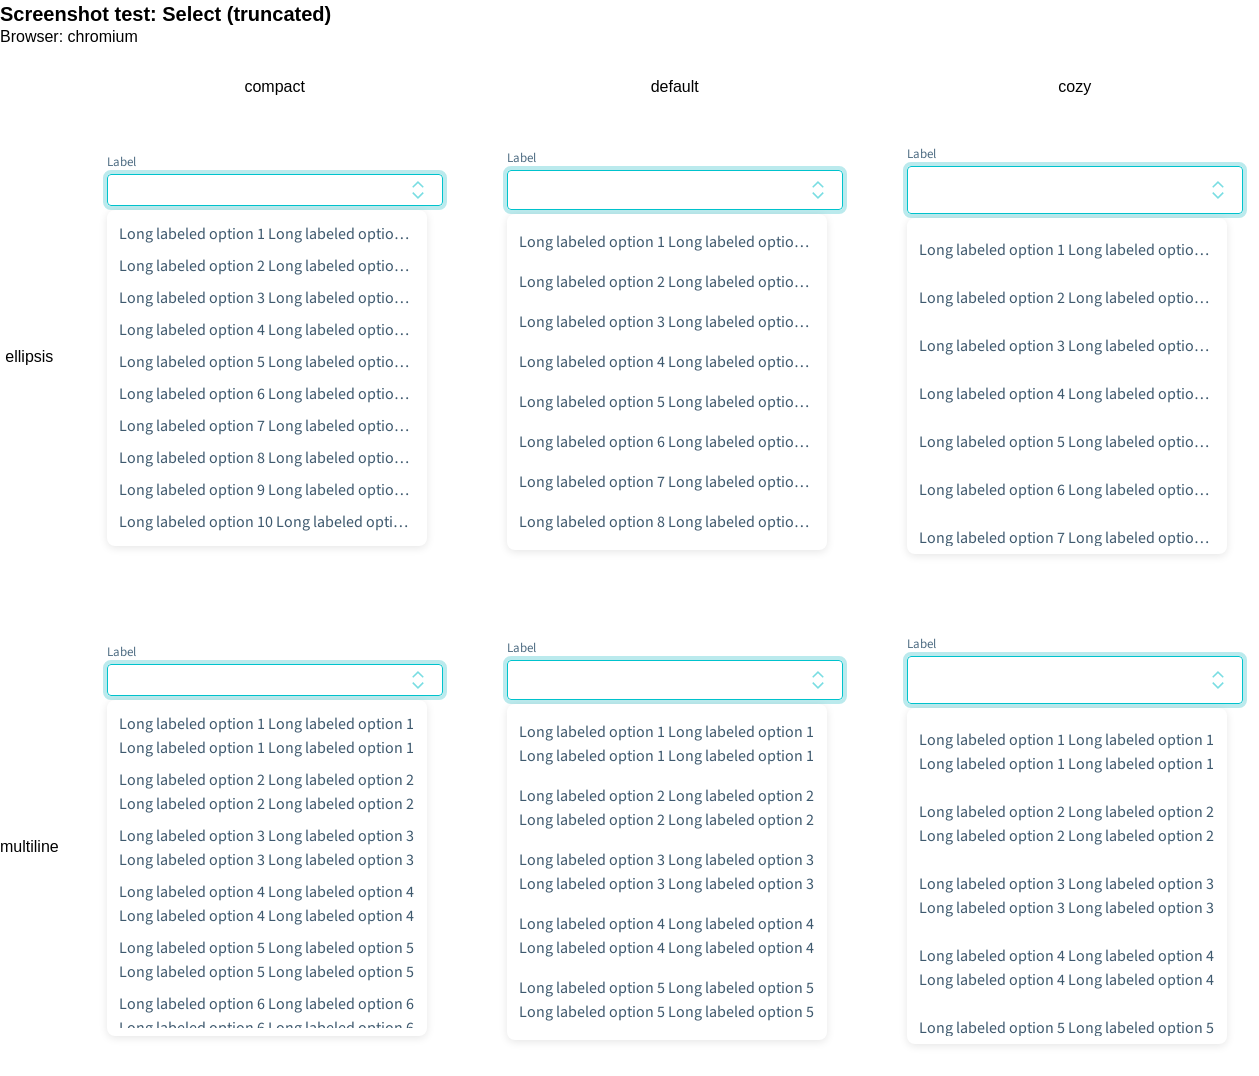 Screenshot test: Select (truncated)
Browser: chromium
compact
default
cozy
ellipsis
Label
Long labeled option 1 Long labeled optio…
Long labeled option 2 Long labeled optio…
Long labeled option 3 Long labeled optio…
Long labeled option 4 Long labeled optio…
Long labeled option 5 Long labeled optio…
Long labeled option 6 Long labeled optio…
Long labeled option 7 Long labeled optio…
Long labeled option 8 Long labeled optio…
Long labeled option 9 Long labeled optio…
Long labeled option 10 Long labeled opti…
Label
Long labeled option 1 Long labeled optio…
Long labeled option 2 Long labeled optio…
Long labeled option 3 Long labeled optio…
Long labeled option 4 Long labeled optio…
Long labeled option 5 Long labeled optio…
Long labeled option 6 Long labeled optio…
Long labeled option 7 Long labeled optio…
Long labeled option 8 Long labeled optio…
Label
Long labeled option 1 Long labeled optio…
Long labeled option 2 Long labeled optio…
Long labeled option 3 Long labeled optio…
Long labeled option 4 Long labeled optio…
Long labeled option 5 Long labeled optio…
Long labeled option 6 Long labeled optio…
Long labeled option 7 Long labeled optio…
multiline
Label
Long labeled option 1 Long labeled option 1
Long labeled option 1 Long labeled option 1
Long labeled option 2 Long labeled option 2
Long labeled option 2 Long labeled option 2
Long labeled option 3 Long labeled option 3
Long labeled option 3 Long labeled option 3
Long labeled option 4 Long labeled option 4
Long labeled option 4 Long labeled option 4
Long labeled option 5 Long labeled option 5
Long labeled option 5 Long labeled option 5
Long labeled option 6 Long labeled option 6
Long labeled option 6 Long labeled option 6
Label
Long labeled option 1 Long labeled option 1
Long labeled option 1 Long labeled option 1
Long labeled option 2 Long labeled option 2
Long labeled option 2 Long labeled option 2
Long labeled option 3 Long labeled option 3
Long labeled option 3 Long labeled option 3
Long labeled option 4 Long labeled option 4
Long labeled option 4 Long labeled option 4
Long labeled option 5 Long labeled option 5
Long labeled option 5 Long labeled option 5
Label
Long labeled option 1 Long labeled option 1
Long labeled option 1 Long labeled option 1
Long labeled option 2 Long labeled option 2
Long labeled option 2 Long labeled option 2
Long labeled option 3 Long labeled option 3
Long labeled option 3 Long labeled option 3
Long labeled option 4 Long labeled option 4
Long labeled option 4 Long labeled option 4
Long labeled option 5 Long labeled option 5